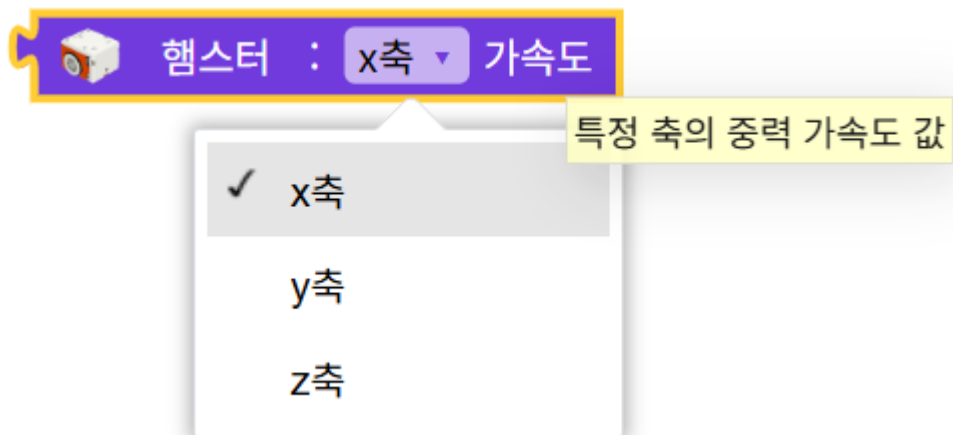 햄스터 : x축 ▼ 가속도
특정 축의 중력 가속도 값
✓ x축
y축
z축